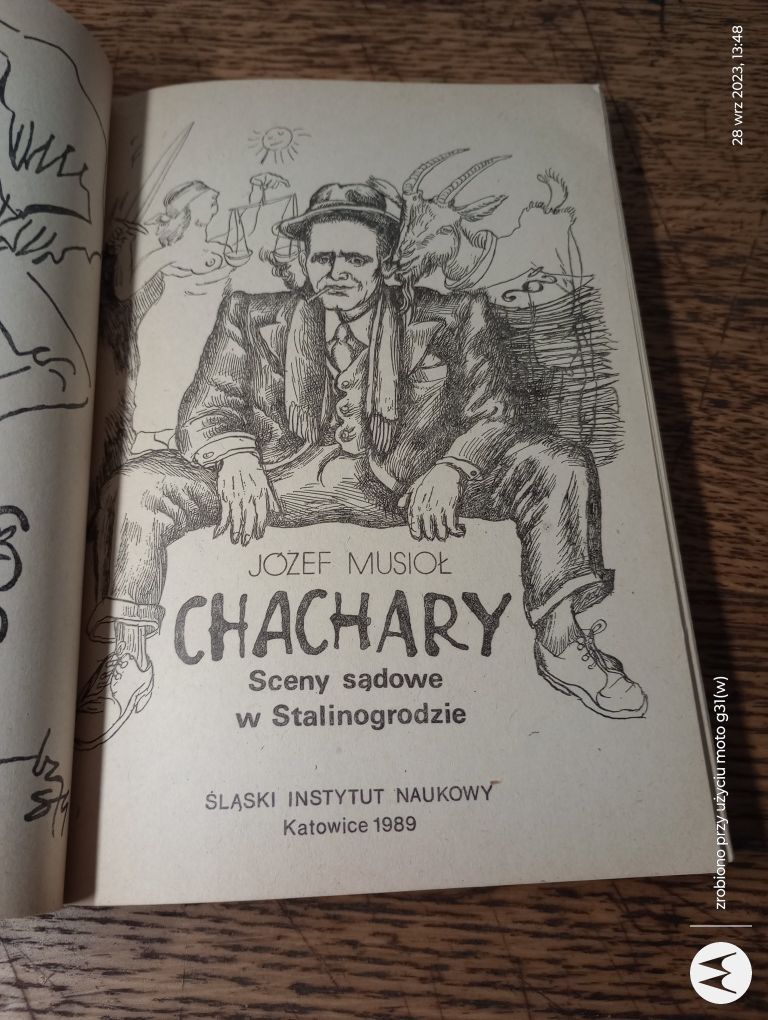 JÓZEF MUSIOŁ
CHACHARY
Sceny sądowe
w Stalinogrodzie
ŚLĄSKI INSTYTUT NAUKOWY
Katowice 1989
zrobiono przy użyciu moto g31(w)
28 wrz 2023, 13:48